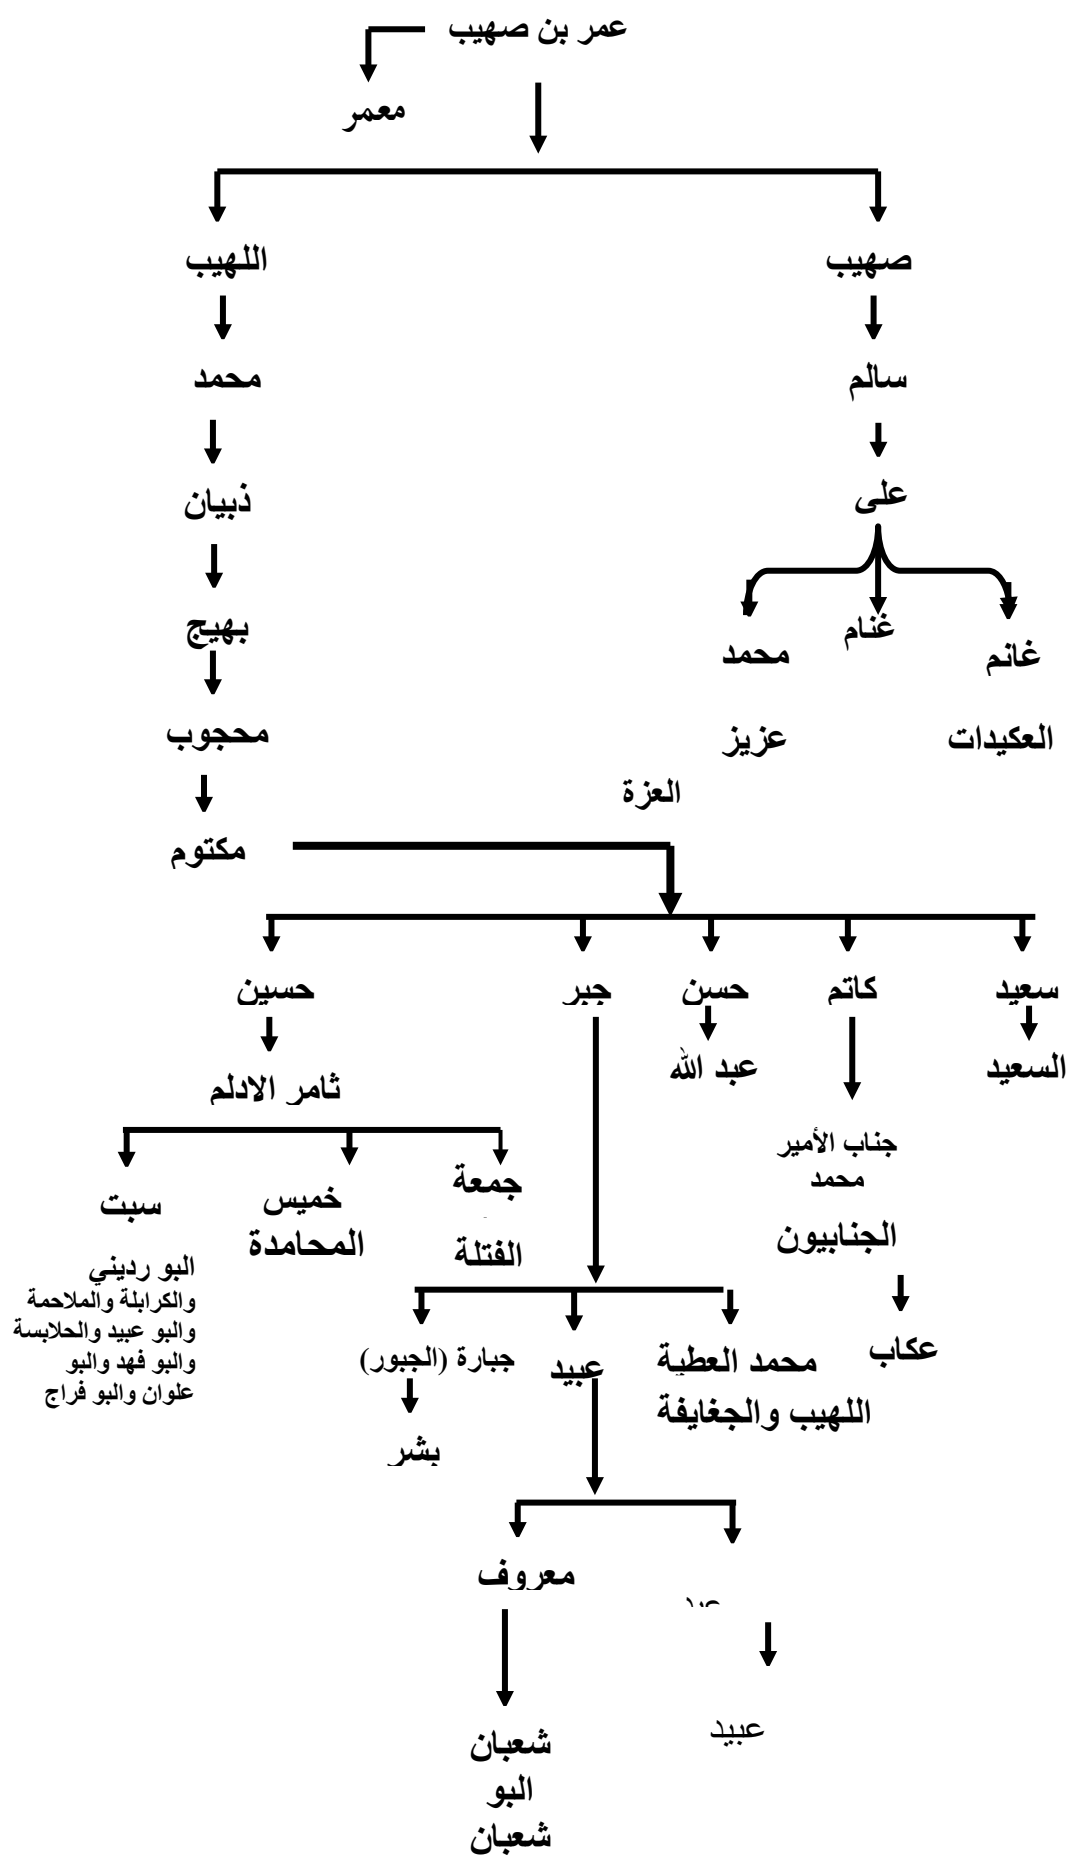 عمر بن صهيب
معمر
صهيب
اللهيب
سالم
محمد
على
ذبيان
غانم
غنام
محمد
بهيج
العكيدات
عزيز
محجوب
العزة
مكتوم
سعيد
كاتم
حسن
جبر
حسين
السعيد
عبد الله
ثامر الادلم
جناب الأمير
محمد
الجنابيون
جمعة
الفتلة
خميس
المحامدة
سبت
البو رديني
والكرابلة والملاحمة
والبو عبيد والحلابسة
والبو فهد والبو
علوان والبو فراج
عكاب
محمد العطية
اللهيب والجغايفة
عبيد
جبارة (الجبور)
بشر
معروف
عبيد
شعبان
البو
شعبان